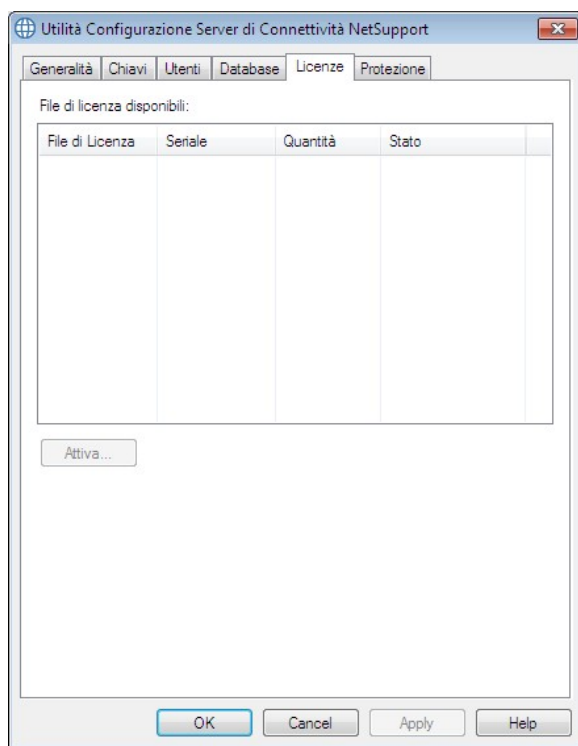 Utilità Configurazione Server di Connettività NetSupport
Generalità Chiavi Utenti Database Licenze Protezione
File di licenza disponibili:
File di Licenza Seriale Quantità Stato
Attiva...
OK Cancel Apply Help